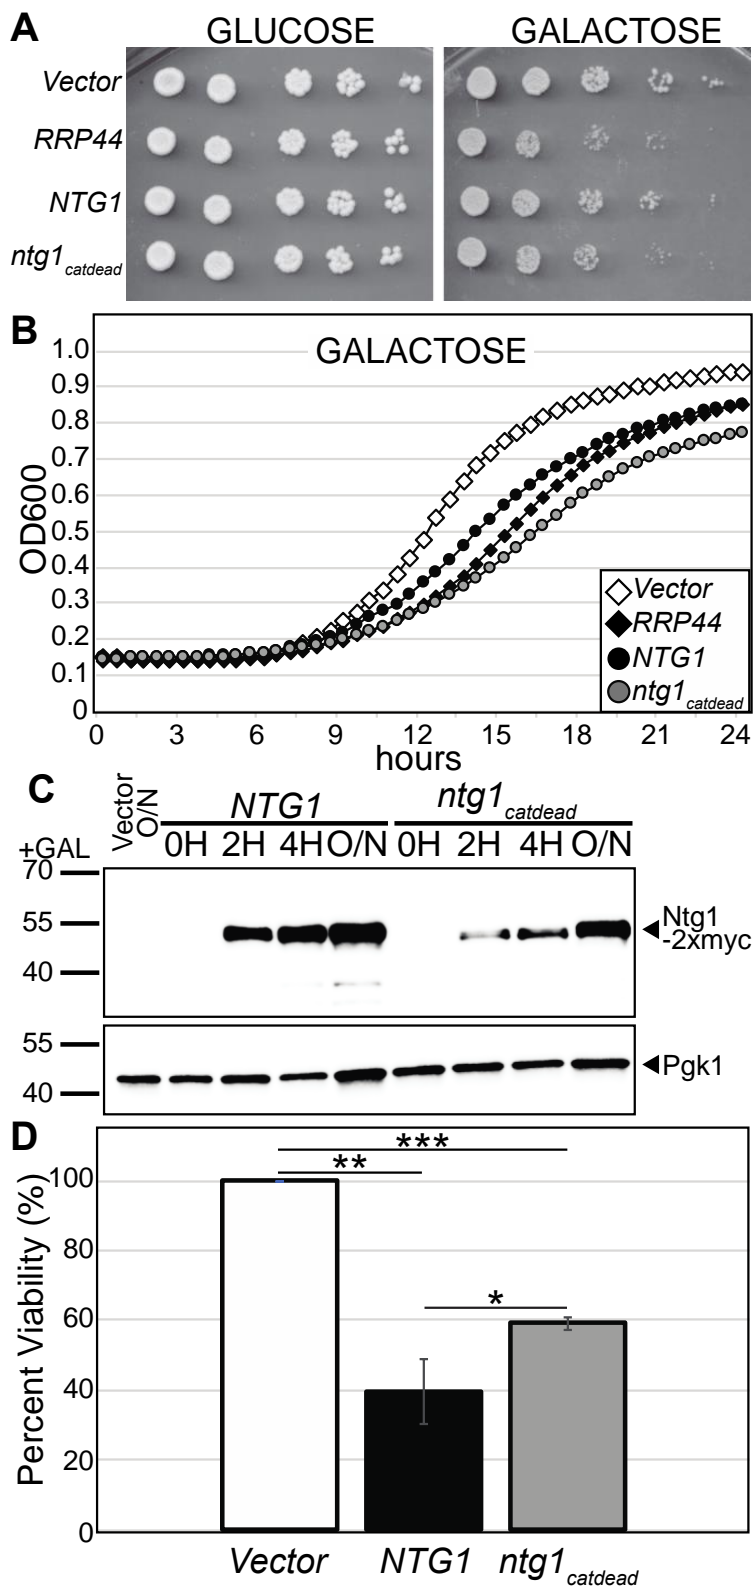 A
GLUCOSE GALACTOSE
Vector
RRP44
NTG1
ntg1catdead
B
GALACTOSE
OD600
1.0
0.9
0.8
0.7
0.6
0.5
0.4
0.3
0.2
0.1
0
Vector
RRP44
NTG1
ntg1catdead
0 3 6 9 12 15 18 21 24
hours
C
Vector
O/N
NTG1 ntg1catdead
+GAL 0H 2H 4H O/N 0H 2H 4H O/N
70
55
40
Ntg1
-2xmyc
55
40
Pgk1
D
Percent Viability (%)
***
**
*
100
80
60
40
20
0
Vector NTG1 ntg1catdead